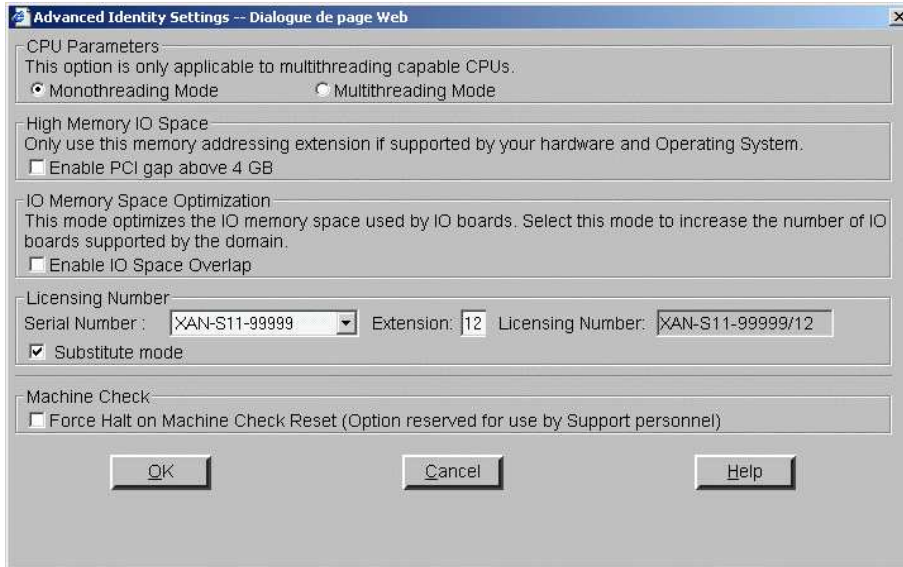 Advanced Identity Settings -- Dialogue de page Web
CPU Parameters
This option is only applicable to multithreading capable CPUs.
Monothreading Mode Multithreading Mode
High Memory IO Space
Only use this memory addressing extension if supported by your hardware and Operating System.
Enable PCI gap above 4 GB
IO Memory Space Optimization
This mode optimizes the IO memory space used by IO boards. Select this mode to increase the number of IO
boards supported by the domain.
Enable IO Space Overlap
Licensing Number
Serial Number : XAN-S11-99999 Extension: 12 Licensing Number: XAN-S11-99999/12
Substitute mode
Machine Check
Force Halt on Machine Check Reset (Option reserved for use by Support personnel)
OK Cancel Help